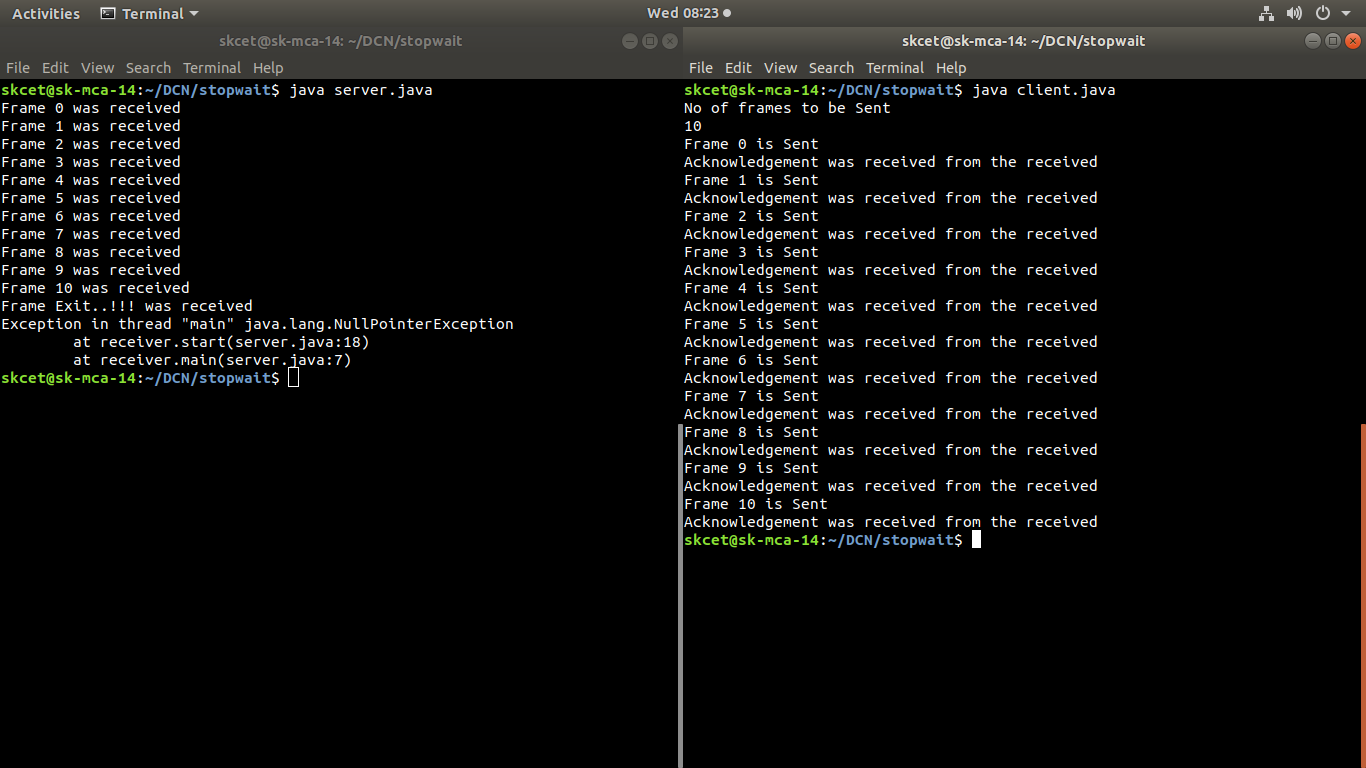 Activities Terminal Wed 08:23
skcet@sk-mca-14: ~/DCN/stopwait
File Edit View Search Terminal Help
skcet@sk-mca-14:~/DCN/stopwait$ java server.java
Frame 0 was received
Frame 1 was received
Frame 2 was received
Frame 3 was received
Frame 4 was received
Frame 5 was received
Frame 6 was received
Frame 7 was received
Frame 8 was received
Frame 9 was received
Frame 10 was received
Frame Exit..!!! was received
Exception in thread "main" java.lang.NullPointerException
        at receiver.start(server.java:18)
        at receiver.main(server.java:7)
skcet@sk-mca-14:~/DCN/stopwait$
skcet@sk-mca-14: ~/DCN/stopwait
File Edit View Search Terminal Help
skcet@sk-mca-14:~/DCN/stopwait$ java client.java
No of frames to be Sent
10
Frame 0 is Sent
Acknowledgement was received from the received
Frame 1 is Sent
Acknowledgement was received from the received
Frame 2 is Sent
Acknowledgement was received from the received
Frame 3 is Sent
Acknowledgement was received from the received
Frame 4 is Sent
Acknowledgement was received from the received
Frame 5 is Sent
Acknowledgement was received from the received
Frame 6 is Sent
Acknowledgement was received from the received
Frame 7 is Sent
Acknowledgement was received from the received
Frame 8 is Sent
Acknowledgement was received from the received
Frame 9 is Sent
Acknowledgement was received from the received
Frame 10 is Sent
Acknowledgement was received from the received
skcet@sk-mca-14:~/DCN/stopwait$